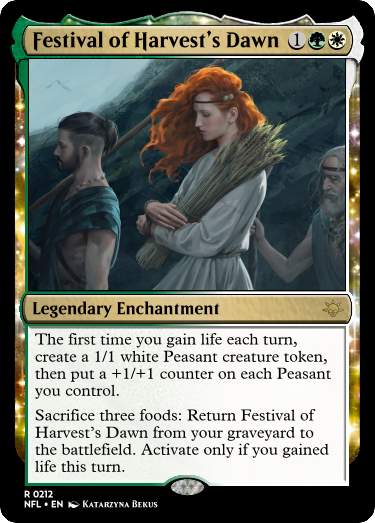 Festival of Harvest's Dawn 1
Legendary Enchantment
The first time you gain life each turn,
create a 1/1 white Peasant creature token,
then put a +1/+1 counter on each Peasant
you control.
Sacrifice three foods: Return Festival of
Harvest's Dawn from your graveyard to
the battlefield. Activate only if you gained
life this turn.
R 0212
NFL • EN Katarzyna Bekus